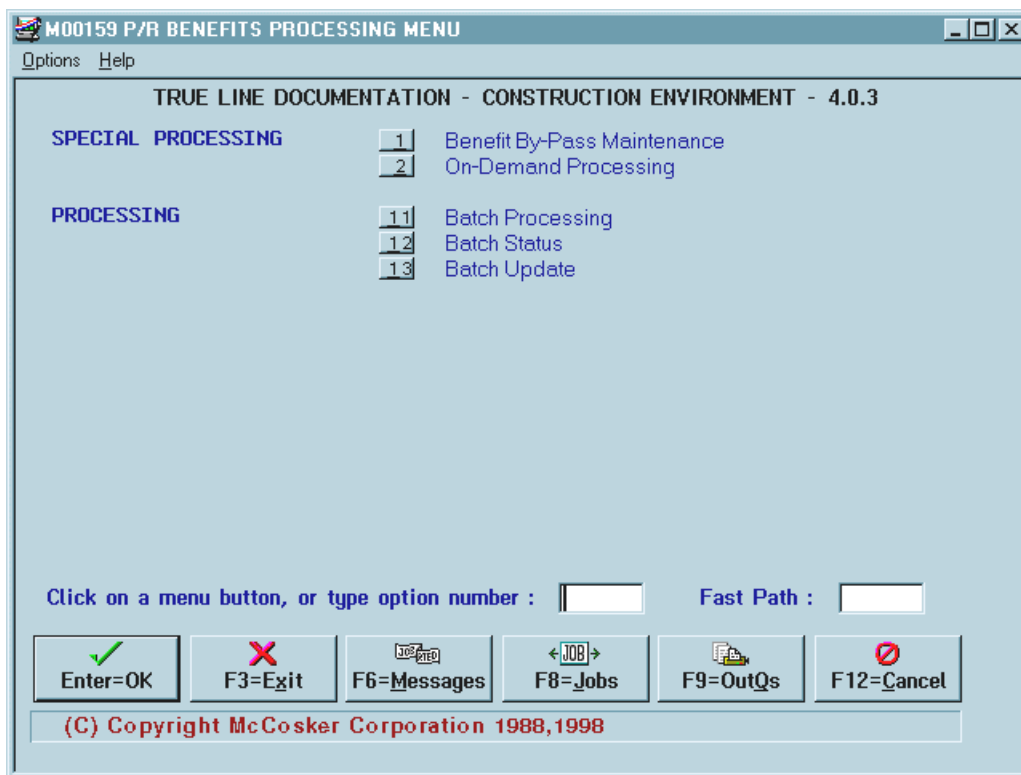 M00159 P/R BENEFITS PROCESSING MENU
Options Help
TRUE LINE DOCUMENTATION - CONSTRUCTION ENVIRONMENT - 4.0.3
SPECIAL PROCESSING 1 Benefit By-Pass Maintenance
2 On-Demand Processing
PROCESSING 11 Batch Processing
12 Batch Status
13 Batch Update
Click on a menu button, or type option number : Fast Path :
Enter=OK F3=Exit F6=Messages F8=Jobs F9=OutQs F12=Cancel
(C) Copyright McCosker Corporation 1988,1998